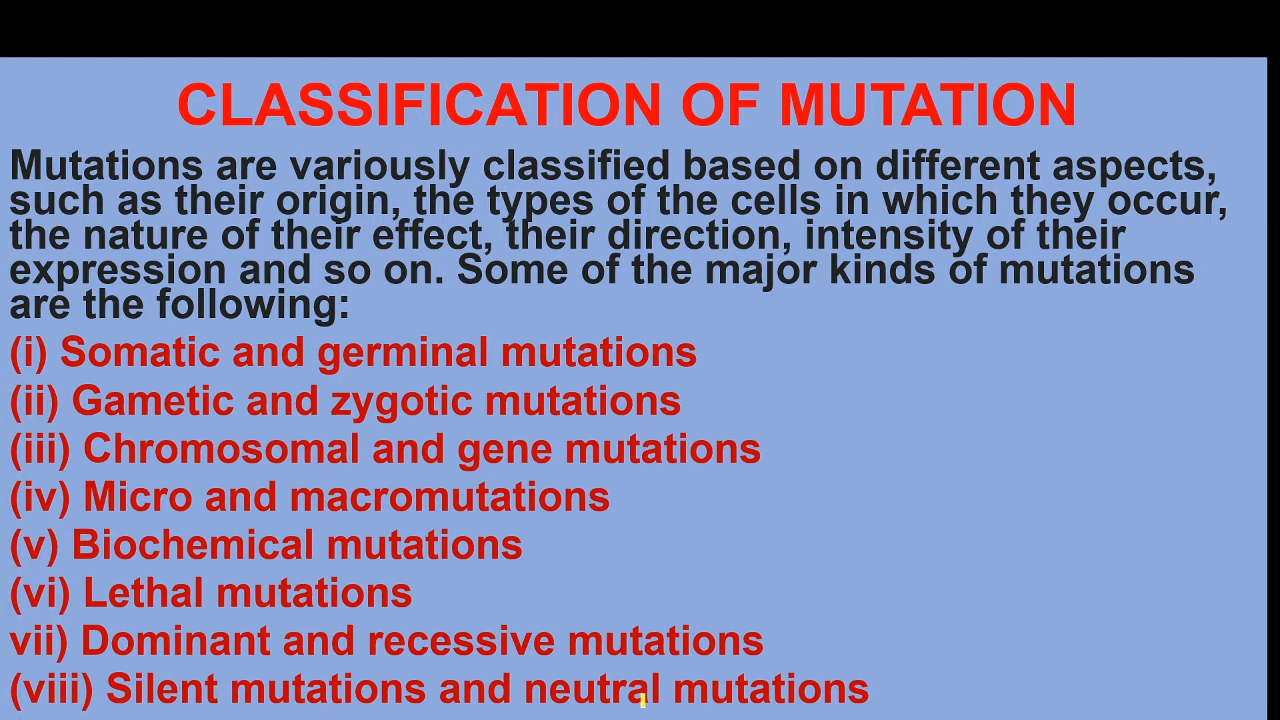 CLASSIFICATION OF MUTATION
Mutations are variously classified based on different aspects,
such as their origin, the types of the cells in which they occur,
the nature of their effect, their direction, intensity of their
expression and so on. Some of the major kinds of mutations
are the following:
(i) Somatic and germinal mutations
(ii) Gametic and zygotic mutations
(iii) Chromosomal and gene mutations
(iv) Micro and macromutations
(v) Biochemical mutations
(vi) Lethal mutations
vii) Dominant and recessive mutations
(viii) Silent mutations and neutral mutations
1